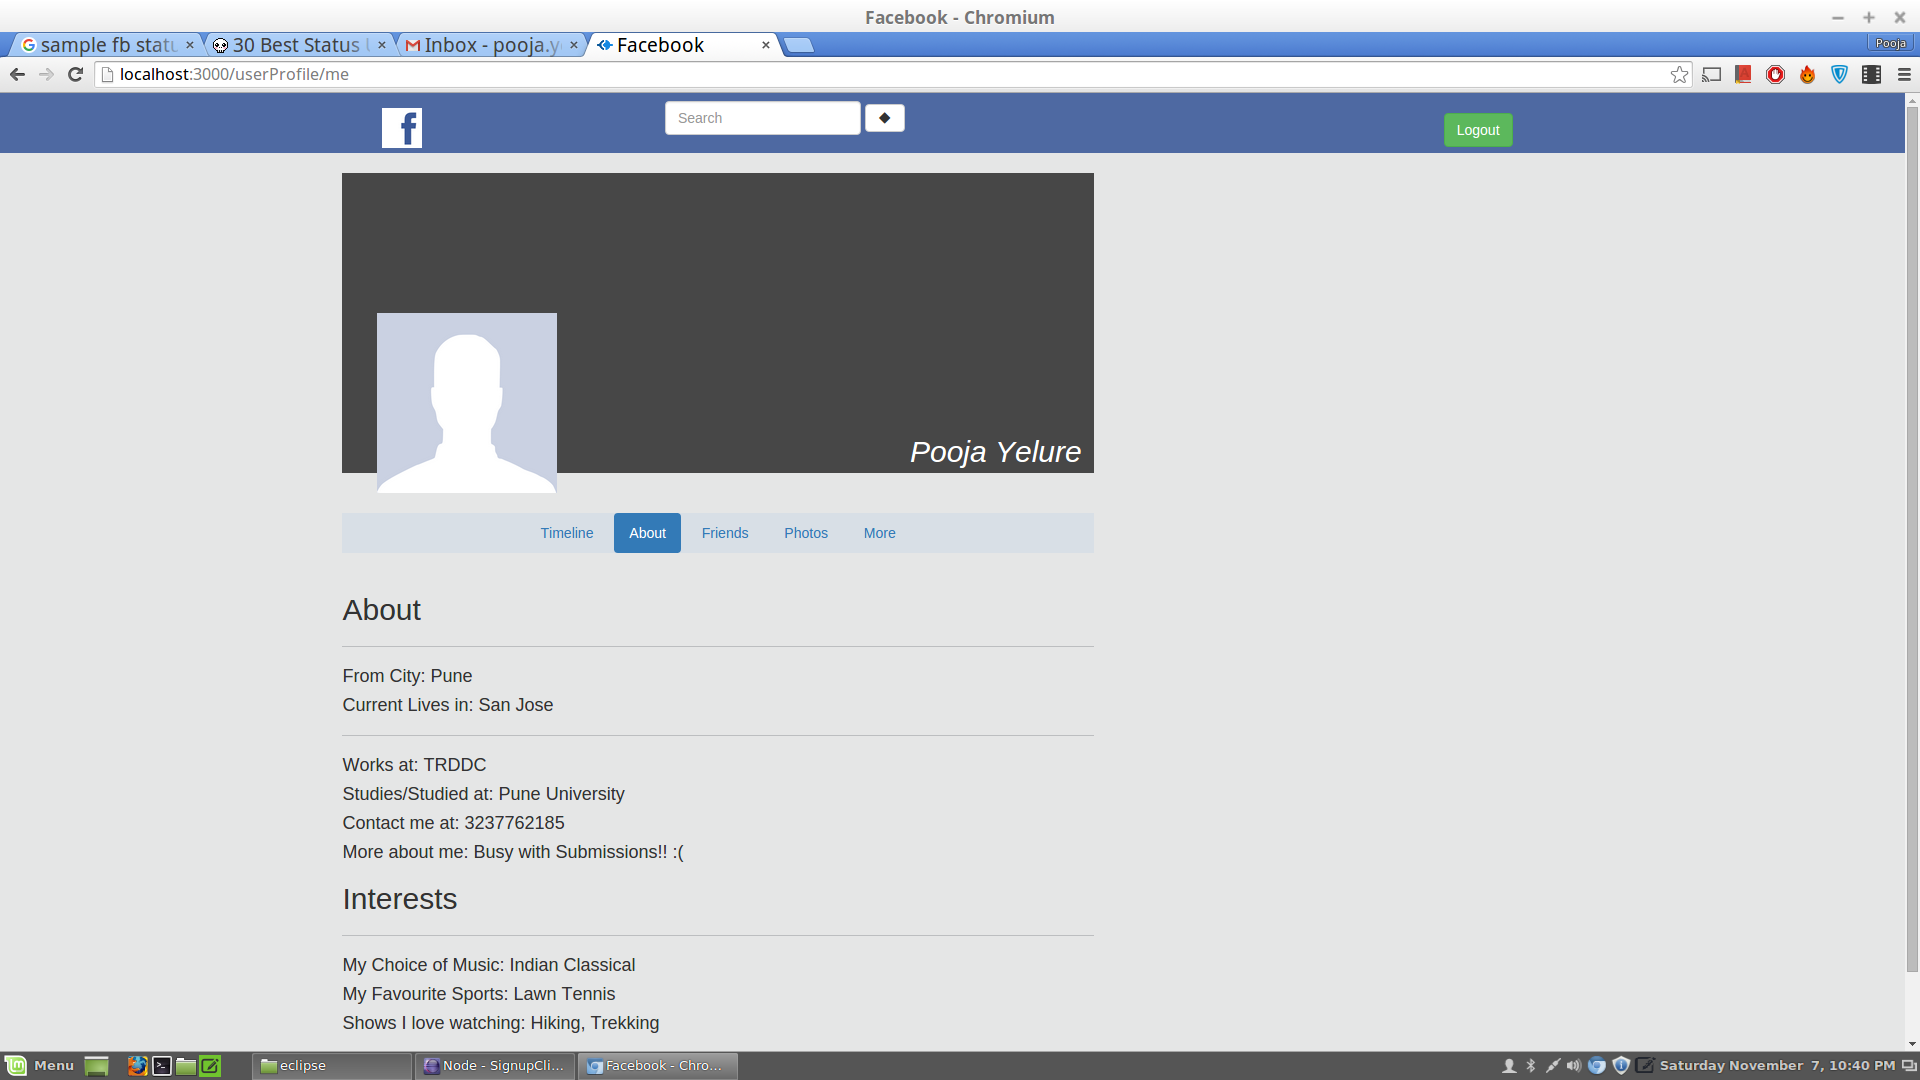 Facebook - Chromium
sample fb statu
30 Best Status U
Inbox - pooja.y
Facebook
Pooja
localhost:3000/userProfile/me
f
Search
Logout
Pooja Yelure
Timeline
About
Friends
Photos
More
About
From City: Pune
Current Lives in: San Jose
Works at: TRDDC
Studies/Studied at: Pune University
Contact me at: 3237762185
More about me: Busy with Submissions!! :(
Interests
My Choice of Music: Indian Classical
My Favourite Sports: Lawn Tennis
Shows I love watching: Hiking, Trekking
Menu
eclipse
Node - SignupCli...
Facebook - Chro...
Saturday November 7, 10:40 PM